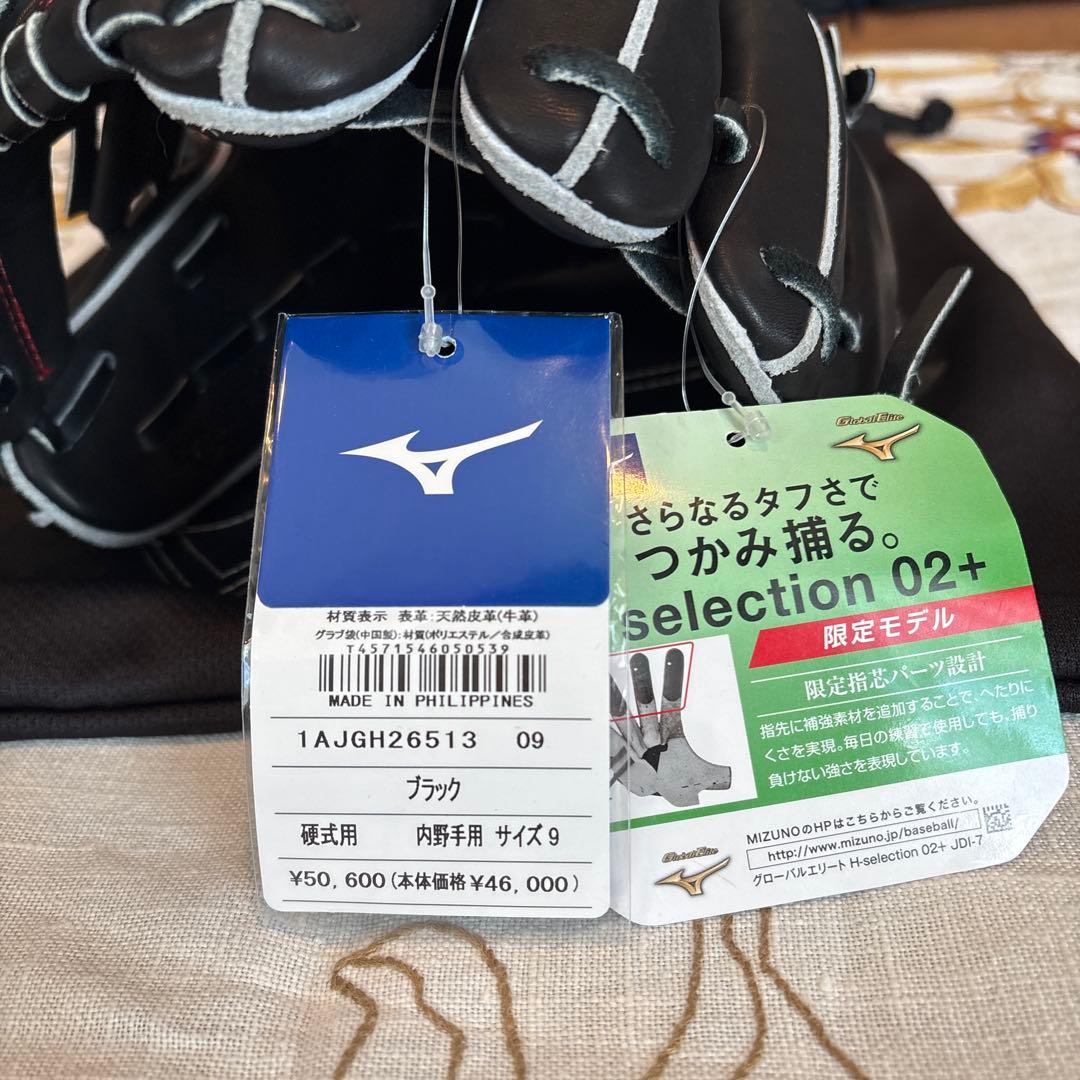 材質表示 表革:天然皮革(牛革)
グラブ袋(中国製):材質(ポリエステル/合成皮革)
T4571546050539
MADE IN PHILIPPINES
1AJGH26513 09
ブラック
硬式用 内野手用 サイズ9
¥50,600(本体価格¥46,000)
GlobalElite
さらなるタフさで
つかみ捕る。
selection 02+
限定モデル
限定指芯パーツ設計
指先に補強素材を追加することで、へたりに
くさを実現。毎日の練習で使用しても、捕り
負けない強さを表現しています。
MIZUNOのHPはこちらからご覧ください。
http://www.mizuno.jp/baseball/
GlobalElite
グローバルエリート H-selection 02+ JDI-7